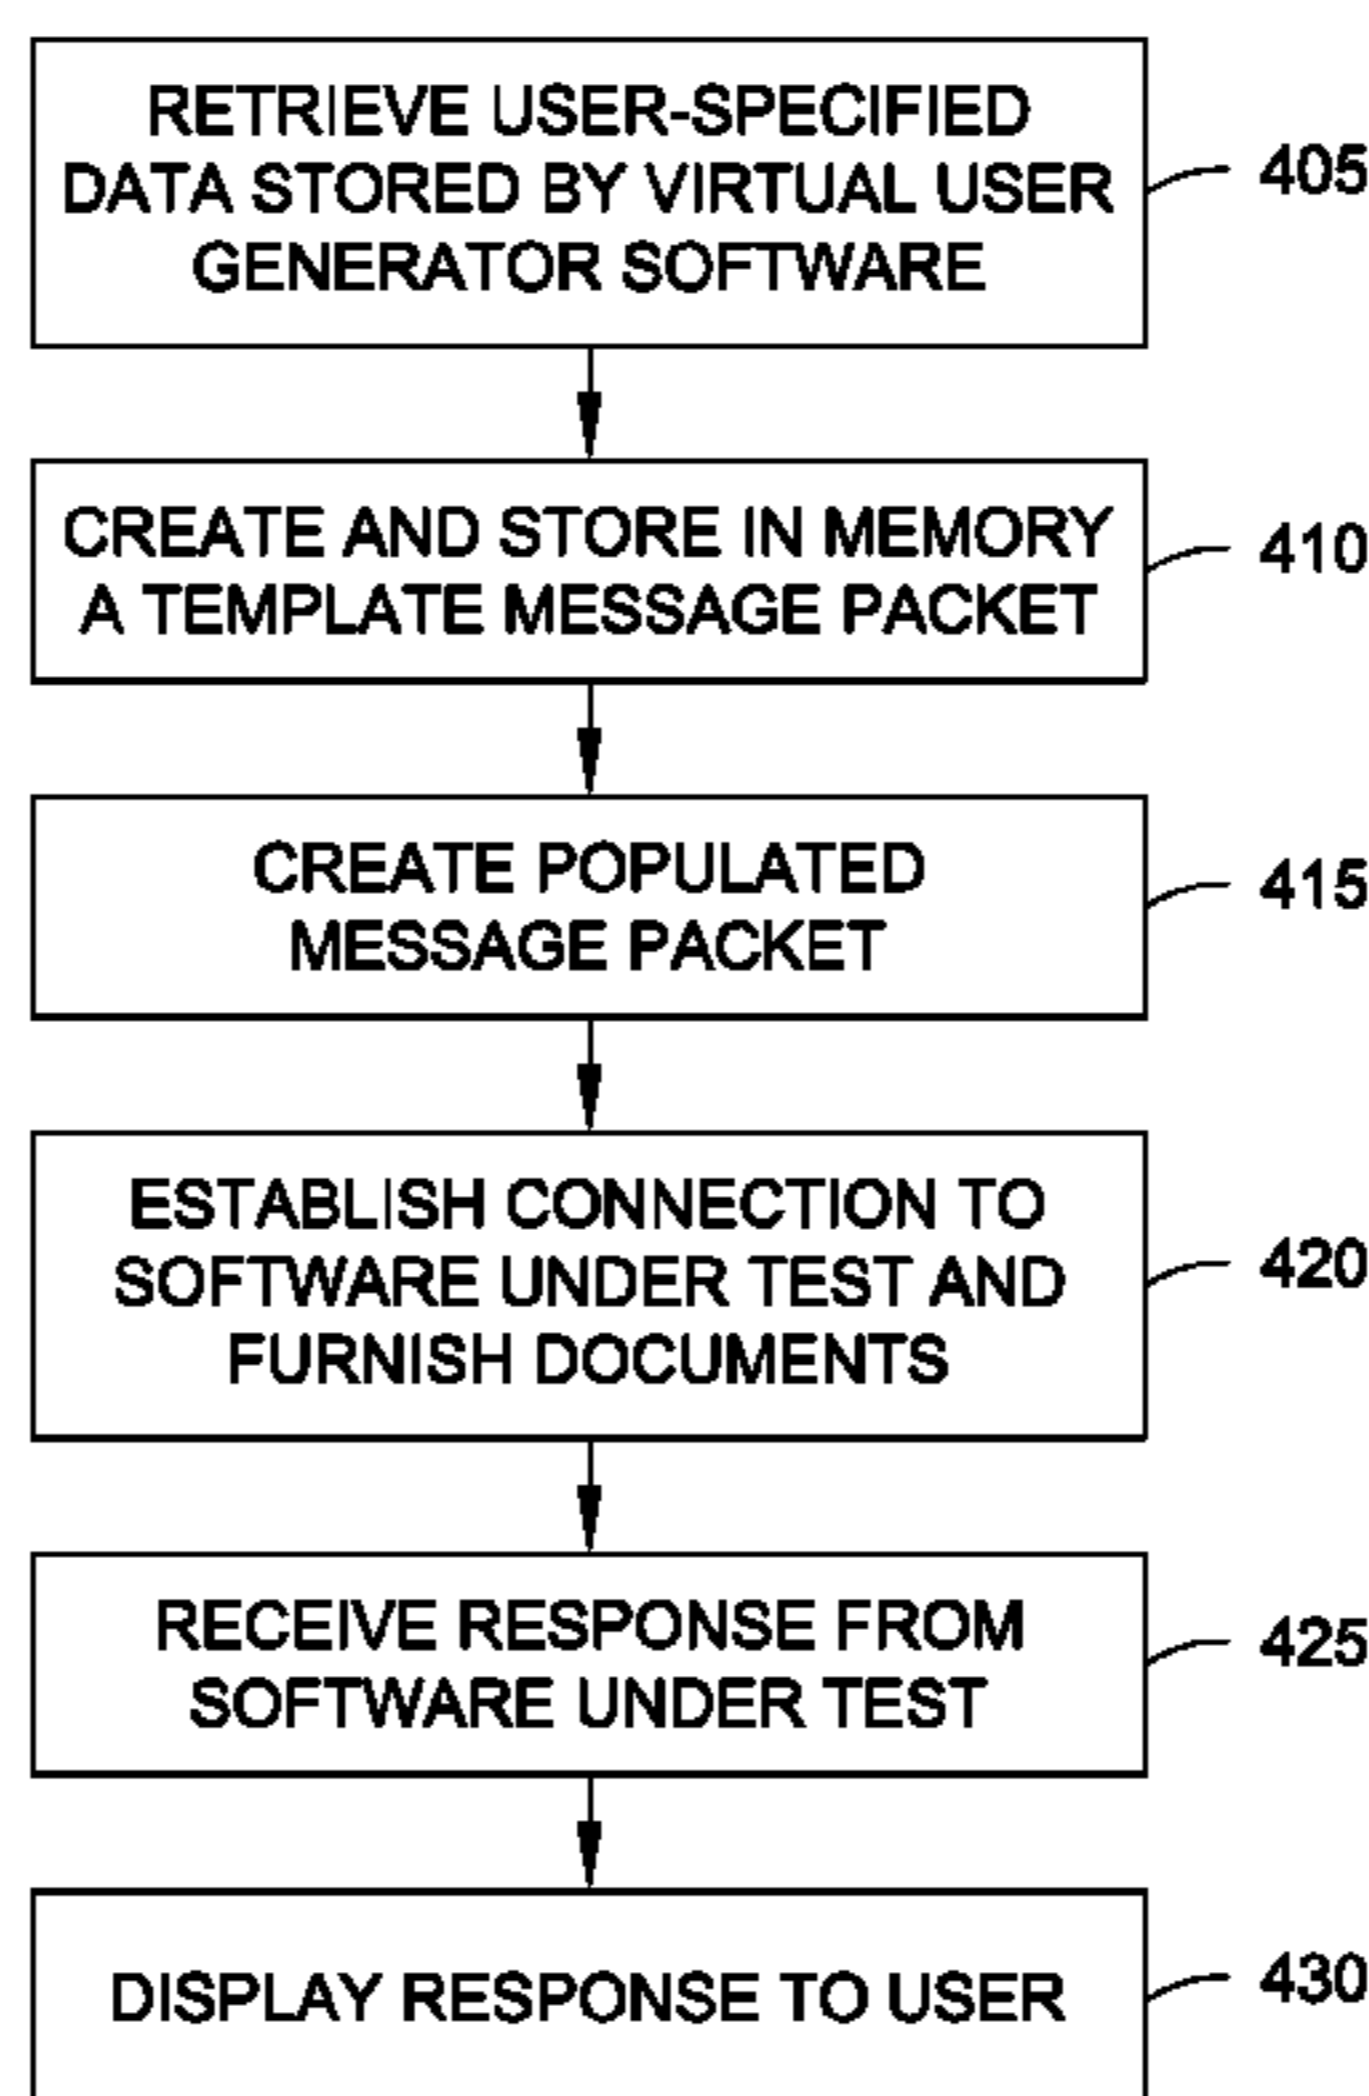 RETRIEVE USER-SPECIFIED
DATA STORED BY VIRTUAL USER
GENERATOR SOFTWARE
405
CREATE AND STORE IN MEMORY
A TEMPLATE MESSAGE PACKET
410
CREATE POPULATED
MESSAGE PACKET
415
ESTABLISH CONNECTION TO
SOFTWARE UNDER TEST AND
FURNISH DOCUMENTS
420
RECEIVE RESPONSE FROM
SOFTWARE UNDER TEST
425
DISPLAY RESPONSE TO USER
430